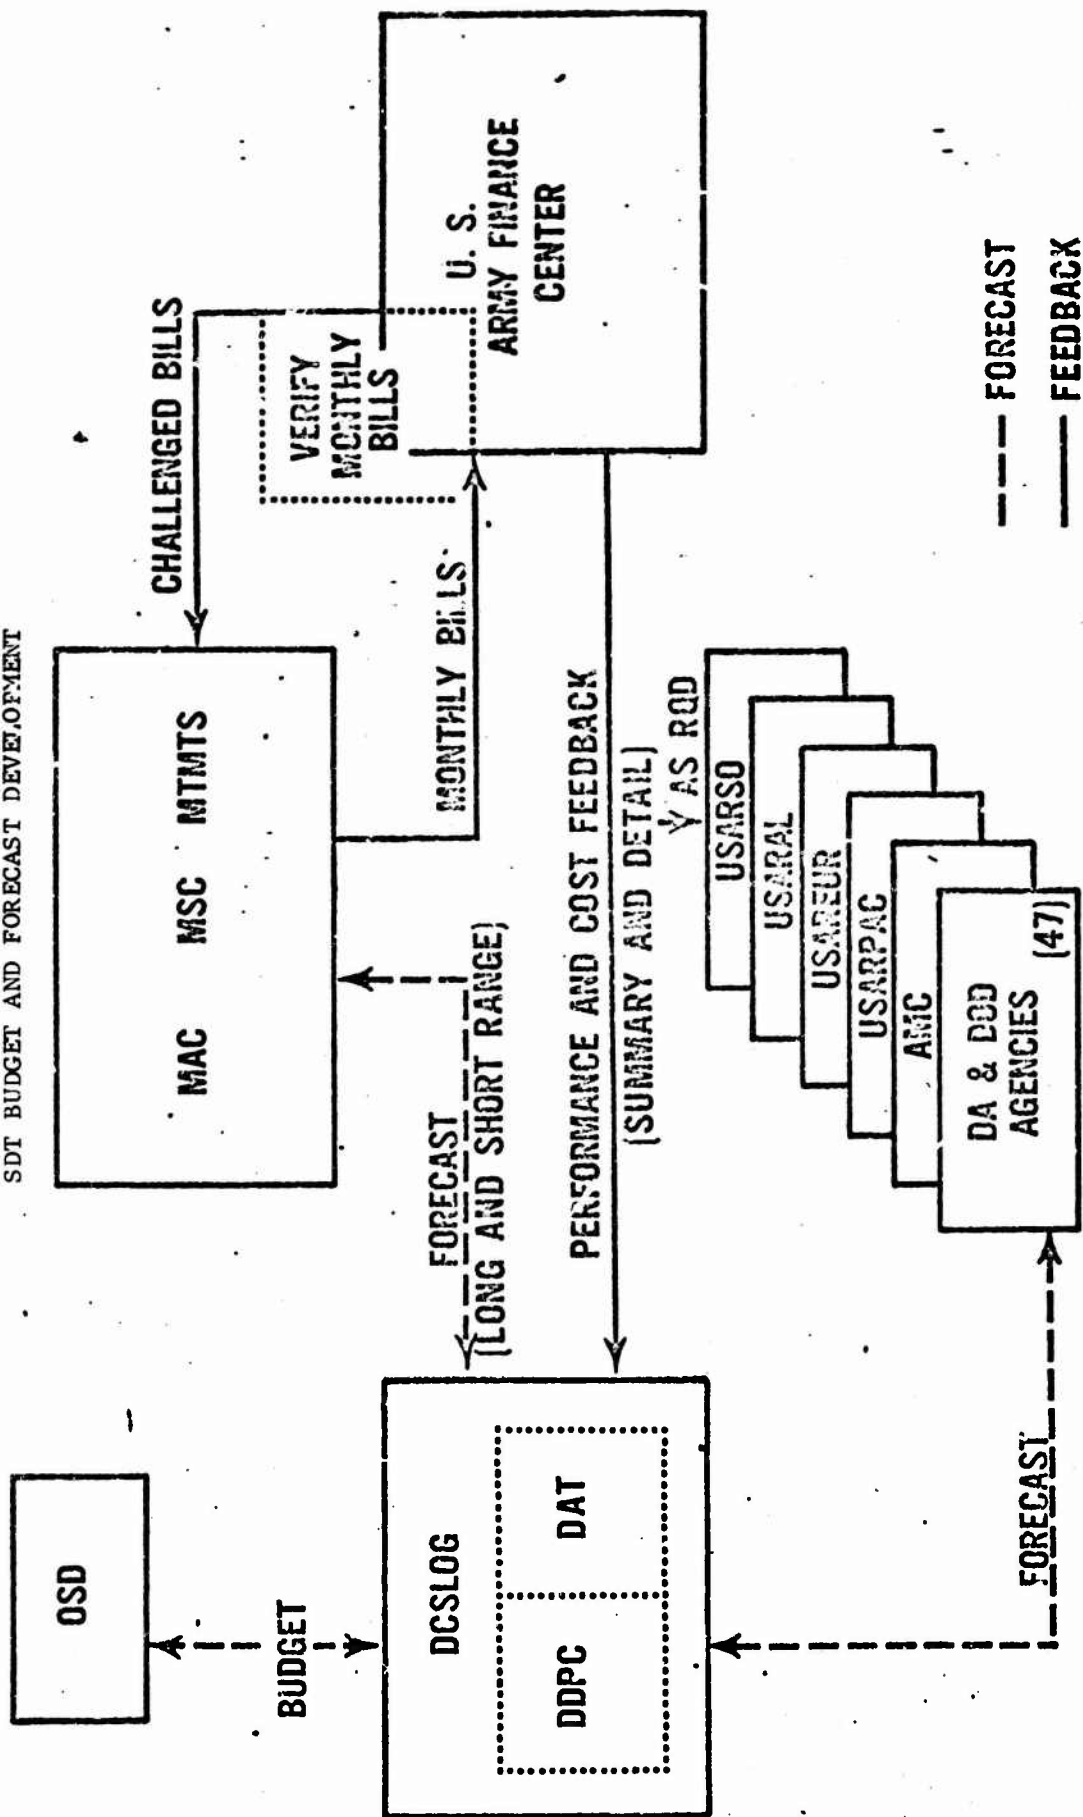 SDT BUDGET AND FORECAST DEVELOPMENT
OSD
BUDGET
DCSLOG
DDPC
DAT
MAC MSC MTMTS
CHALLENGED BILLS
VERIFY
MONTHLY
BILLS
U. S.
ARMY FINANCE
CENTER
MONTHLY BILLS
FORECAST
(LONG AND SHORT RANGE)
PERFORMANCE AND COST FEEDBACK
(SUMMARY AND DETAIL)
AS RQD
USARSO
USARAL
USAREUR
USARPAC
AMC
DA & DOD
AGENCIES
(47)
FORECAST
FORECAST
FEEDBACK